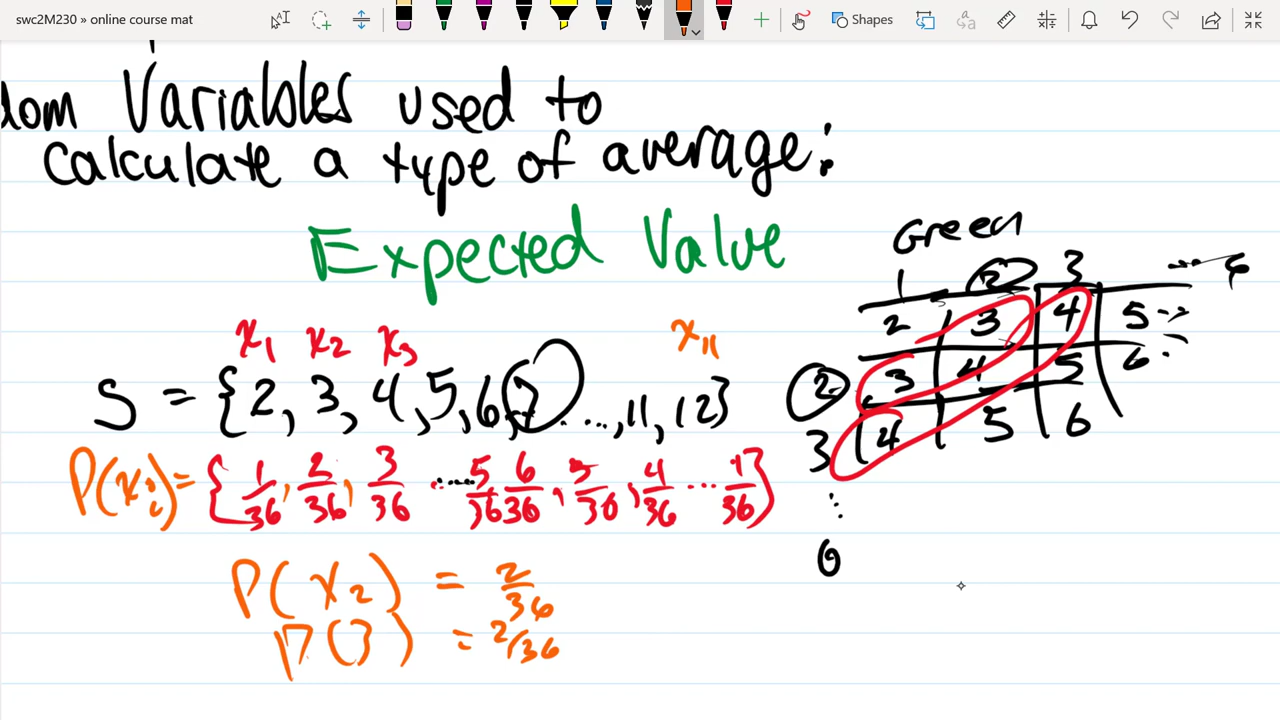 swc2M230 » online course mat
Shapes
dom Variables used to
Calculate a type of average:
Expected Value
Green
1 2 3 ... 6
2 3 4 5 ...
2 3 4 5 6 ..
3 4 5 6
⋮
6
x₁ x₂ x₃ x₁₁
S = {2, 3, 4, 5, 6, 7, ..., 11, 12}
P(xᵢ) = { 1/36, 2/36, 3/36 ... 5/36 6/36, 5/36, 4/36 ... 1/36 }
P(x₂) = 2/36
P(3) = 2/36